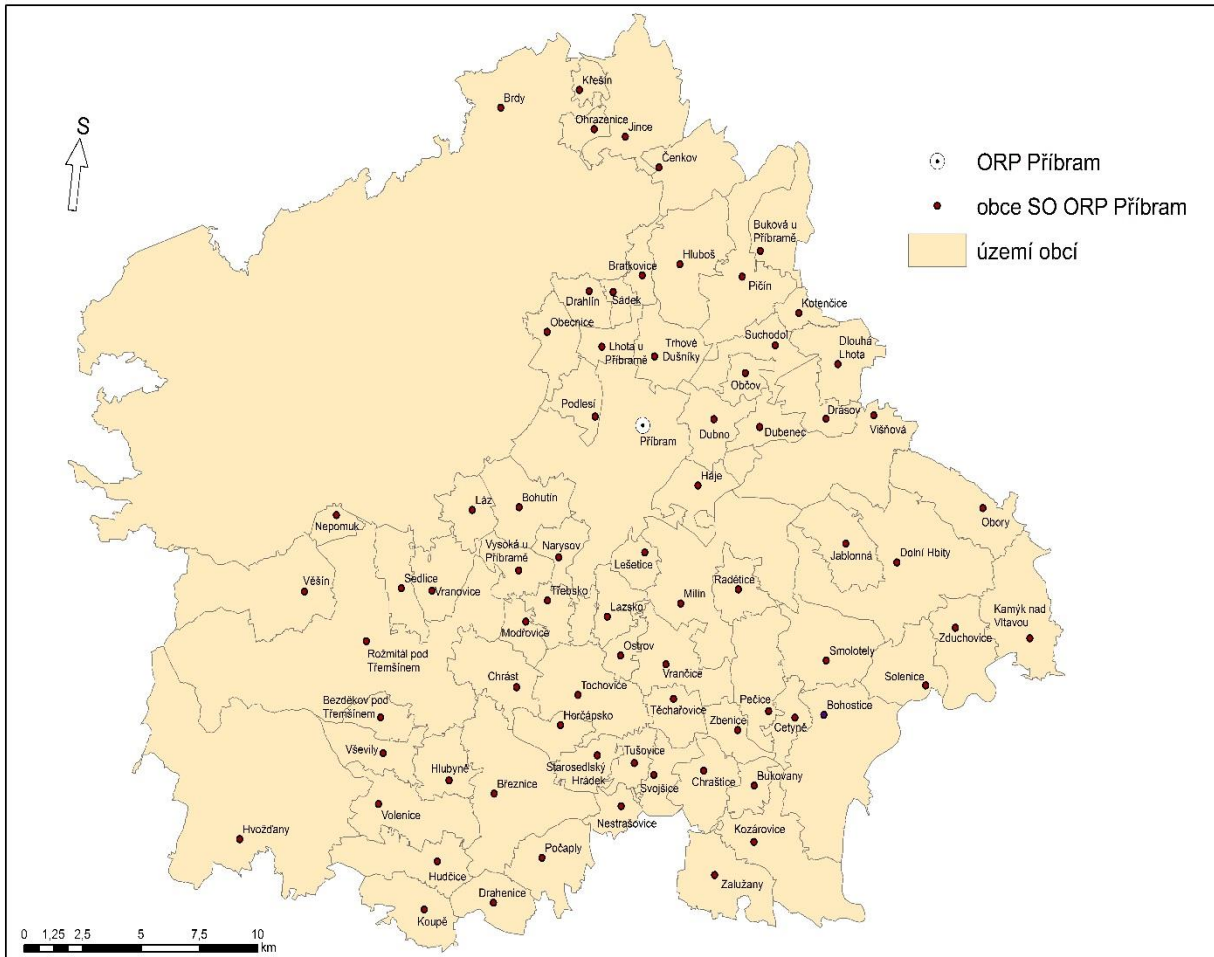 S
Křešín
Brdy
Ohrazenice
Jince
Čenkov
ORP Příbram
obce SO ORP Příbram
území obcí
Buková u
Příbramě
Hluboš
Bratkovice
Pičín
Drahlín
Sádek
Kotenčice
Obecnice
Lhota u
Příbramě
Trhové
Dušníky
Suchodol
Dlouhá
Lhota
Občov
Podlesí
Příbram
Dubno
Dubenec
Drásov
Višňová
Háje
Láz
Bohutín
Nepomuk
Obory
Vysoká u
Příbramě
Narysov
Lešetice
Jablonná
Dolní Hbity
Věšín
Sedlice
Vranovice
Třebsko
Radětice
Milín
Lazsko
Kamýk nad
Vltavou
Modřovice
Zduchovice
Rožmitál pod
Třemšínem
Ostrov
Vrančice
Smolotely
Solenice
Chrást
Tochovice
Bezděkov pod
Třemšínem
Těchařovice
Pečice
Bohostice
Horčápsko
Zbenice
Cetyně
Vševily
Hlubyně
Starosedlský
Hrádek
Tušovice
Svojšice
Chraštice
Bukovany
Březnice
Volenice
Nestrašovice
Hvožďany
Kozárovice
Počaply
Hudčice
Zalužany
Drahenice
Koupě
0 1,25 2,5 5 7,5 10
km